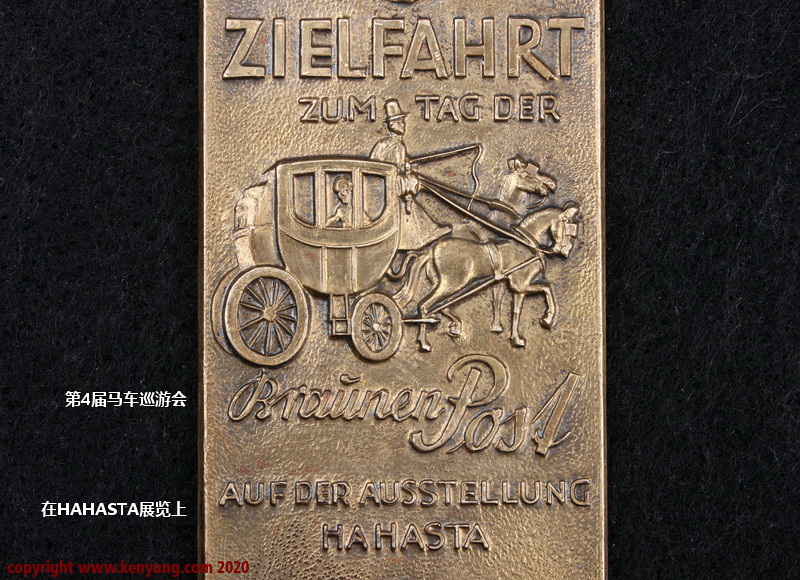 ZIELFAHRT
ZUM TAG DER
Braunen Post
第4届马车巡游会
AUF DER AUSSTELLUNG
在HAHASTA展览上
HAHASTA
copyright www.kenyang.com 2020